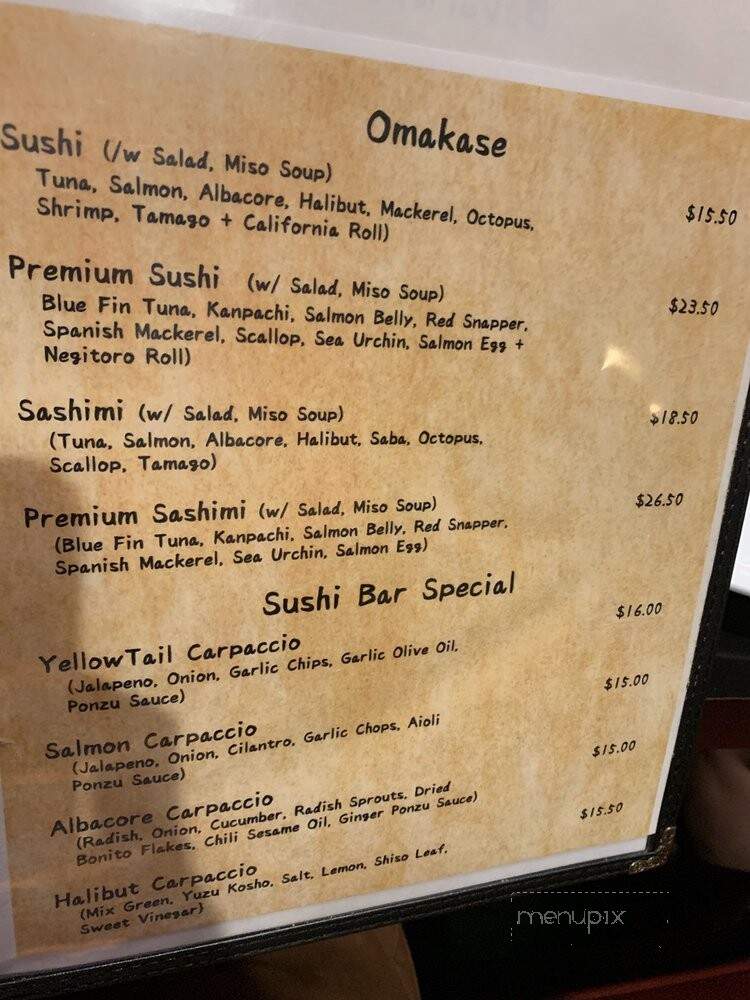 Omakase
Sushi (/w Salad, Miso Soup)
Tuna, Salmon, Albacore, Halibut, Mackerel, Octopus,
Shrimp, Tamago + California Roll)
$15.50
Premium Sushi (w/ Salad, Miso Soup)
Blue Fin Tuna, Kanpachi, Salmon Belly, Red Snapper,
Spanish Mackerel, Scallop, Sea Urchin, Salmon Egg +
Negitoro Roll)
$23.50
Sashimi (w/ Salad, Miso Soup)
$18.50
(Tuna, Salmon, Albacore, Halibut, Saba, Octopus,
Scallop, Tamago)
Premium Sashimi (w/ Salad, Miso Soup)
$26.50
(Blue Fin Tuna, Kanpachi, Salmon Belly, Red Snapper,
Spanish Mackerel, Sea Urchin, Salmon Egg)
Sushi Bar Special
YellowTail Carpaccio
$16.00
(Jalapeno, Onion, Garlic Chips, Garlic Olive Oil,
Ponzu Sauce)
Salmon Carpaccio
$15.00
(Jalapeno, Onion, Cilantro, Garlic Chops, Aioli
Ponzu Sauce)
Albacore Carpaccio
$15.00
(Radish, Onion, Cucumber, Radish Sprouts, Dried
Bonito Flakes, Chili Sesame Oil, Ginger Ponzu Sauce)
Halibut Carpaccio
$15.50
(Mix Green, Yuzu Kosho, Salt, Lemon, Shiso Leaf,
Sweet Vinegar)
menupix